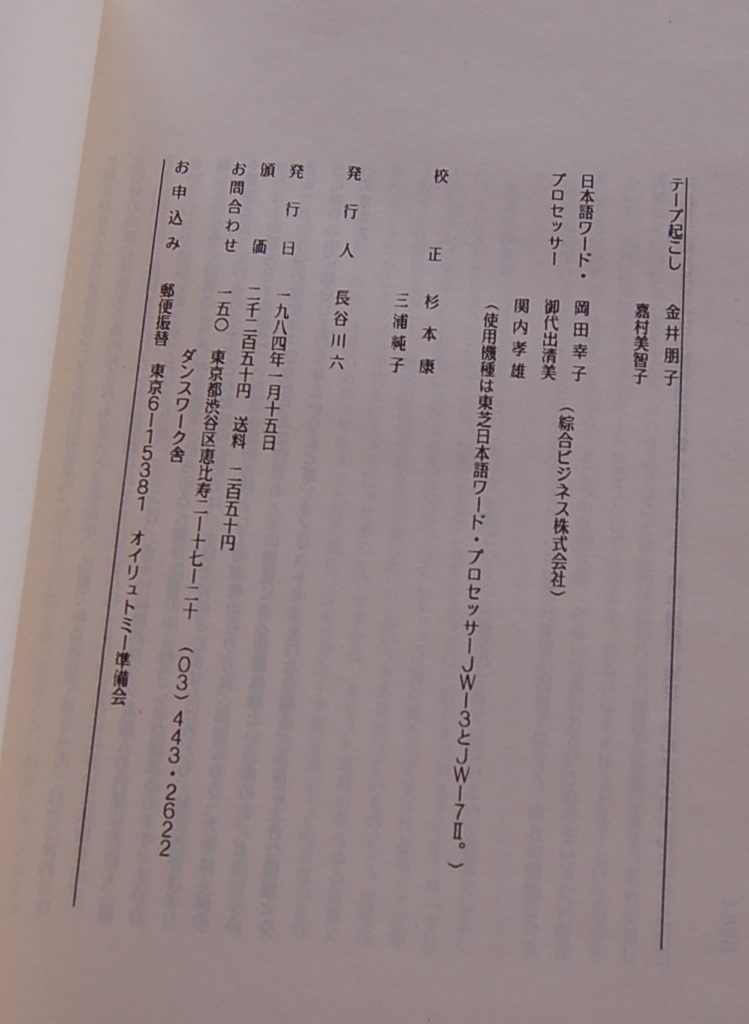 テープ起こし　金井朋子
嘉村美智子
日本語ワード・　岡田幸子
プロセッサー　御代出清美　（綜合ビジネス株式会社）
関内孝雄
（使用機種は東芝日本語ワード・プロセッサーJW―3とJW―7Ⅱ。）
校　正　杉本　康
三浦純子
発行人　長谷川六
発行日　一九八四年一月十五日
頒　価　二千二百五十円　送料　二百五十円
お問合わせ　一五〇　東京都渋谷区恵比寿二―十七―二十
ダンスワーク舎　（03）443・2622
お申込み　郵便振替　東京6―15381　オイリュトミー準備会